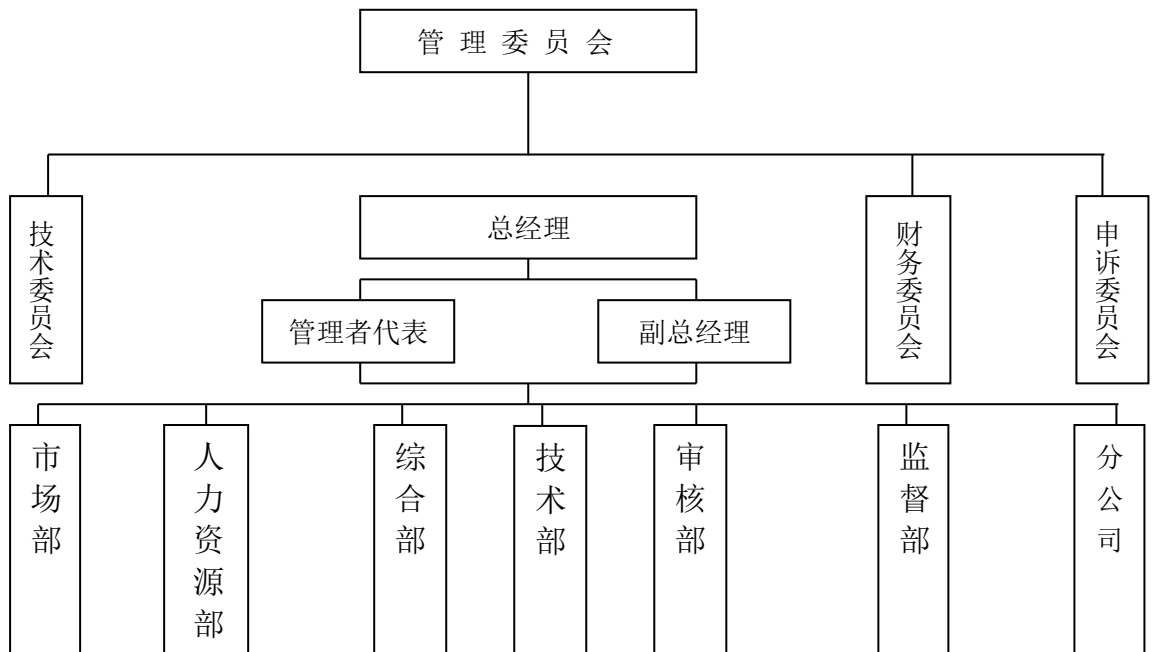 管理委员会
技术委员会
总经理
财务委员会
申诉委员会
管理者代表
副总经理
市场部
人力资源部
综合部
技术部
审核部
监督部
分公司